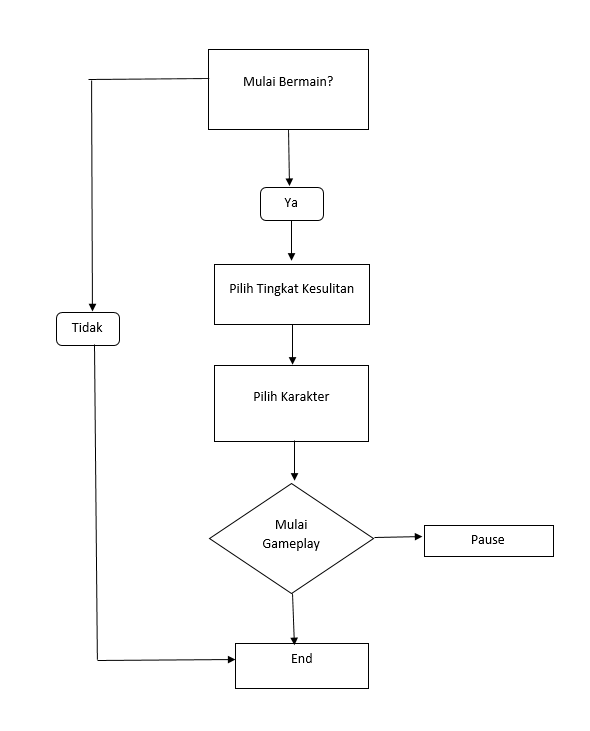 Mulai Bermain?
Ya
Pilih Tingkat Kesulitan
Tidak
Pilih Karakter
Mulai
Gameplay
Pause
End